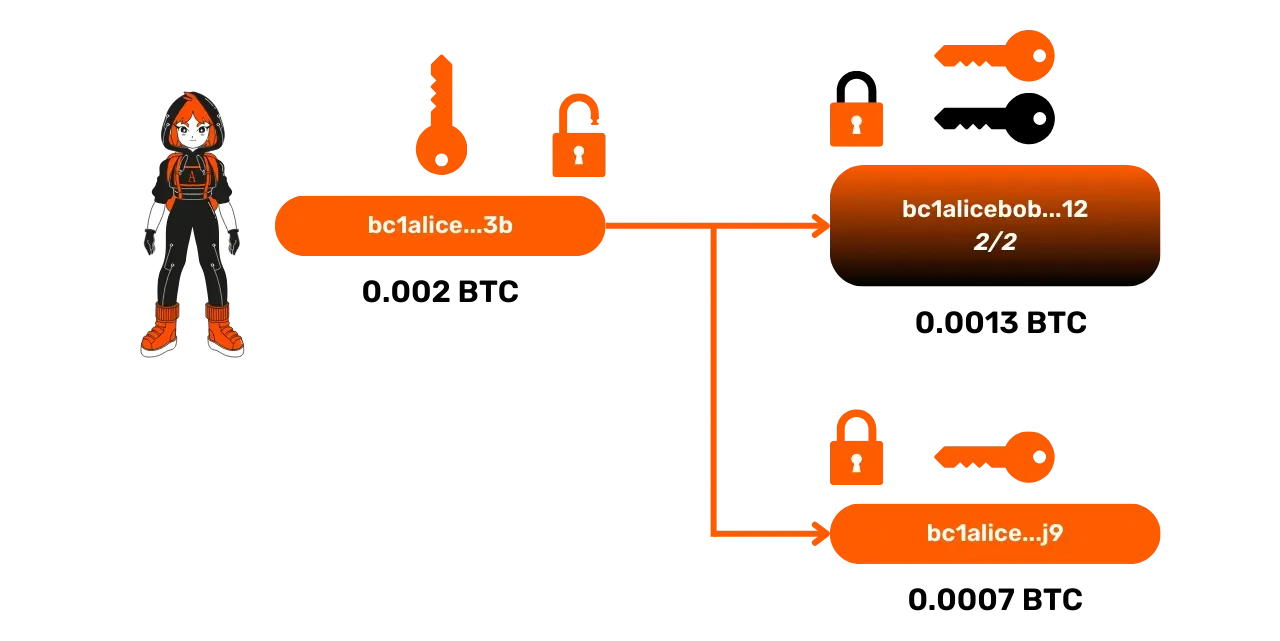 A
bc1alice...3b
0.002 BTC
bc1alicebob...12
2/2
0.0013 BTC
bc1alice...j9
0.0007 BTC